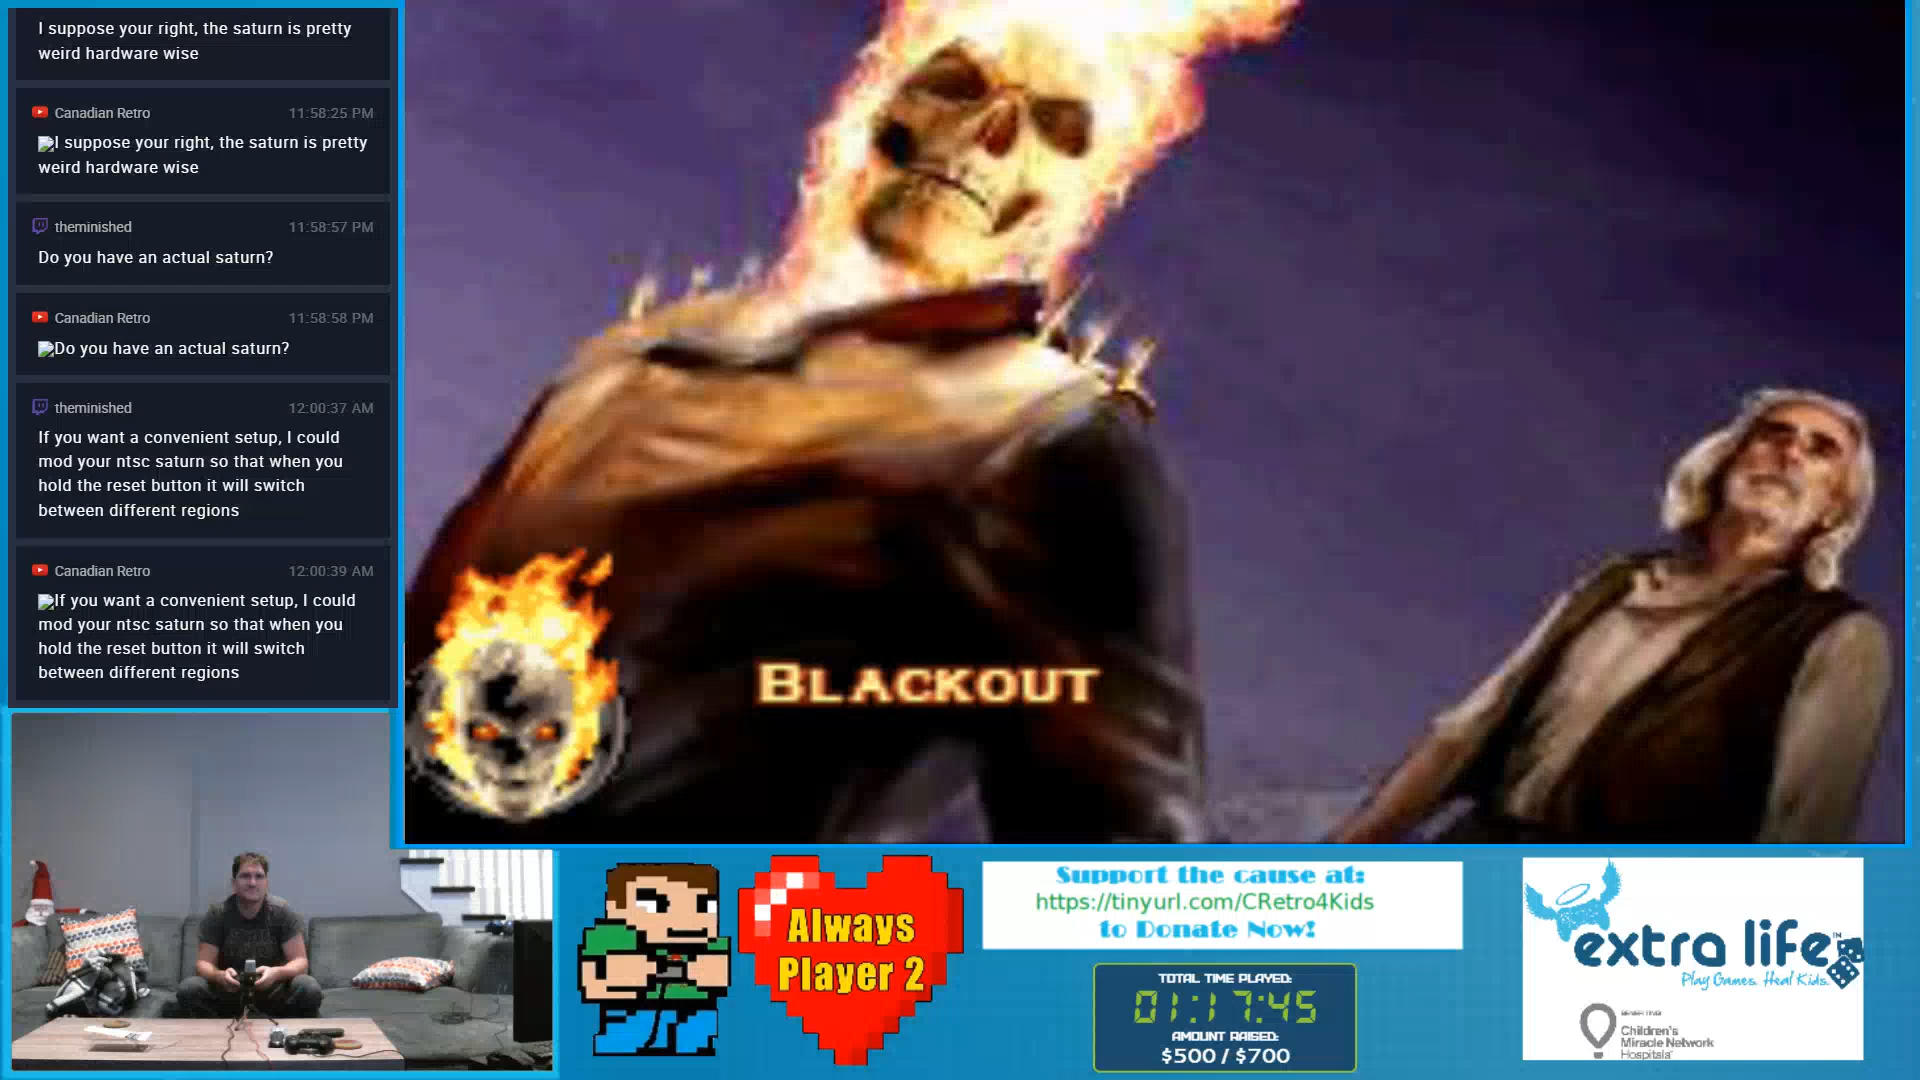 I suppose your right, the saturn is pretty
weird hardware wise
Canadian Retro 11:58:25 PM
I suppose your right, the saturn is pretty
weird hardware wise
theminished 11:58:57 PM
Do you have an actual saturn?
Canadian Retro 11:58:58 PM
Do you have an actual saturn?
theminished 12:00:37 AM
If you want a convenient setup, I could
mod your ntsc saturn so that when you
hold the reset button it will switch
between different regions
Canadian Retro 12:00:39 AM
If you want a convenient setup, I could
mod your ntsc saturn so that when you
hold the reset button it will switch
between different regions
BLACKOUT
Always
Player 2
Support the cause at:
https://tinyurl.com/CRetro4Kids
to Donate Now!
TOTAL TIME PLAYED:
01:17:45
AMOUNT RAISED:
$500 / $700
extra life
Play Games. Heal Kids.
BENEFITING
Children's
Miracle Network
Hospitals